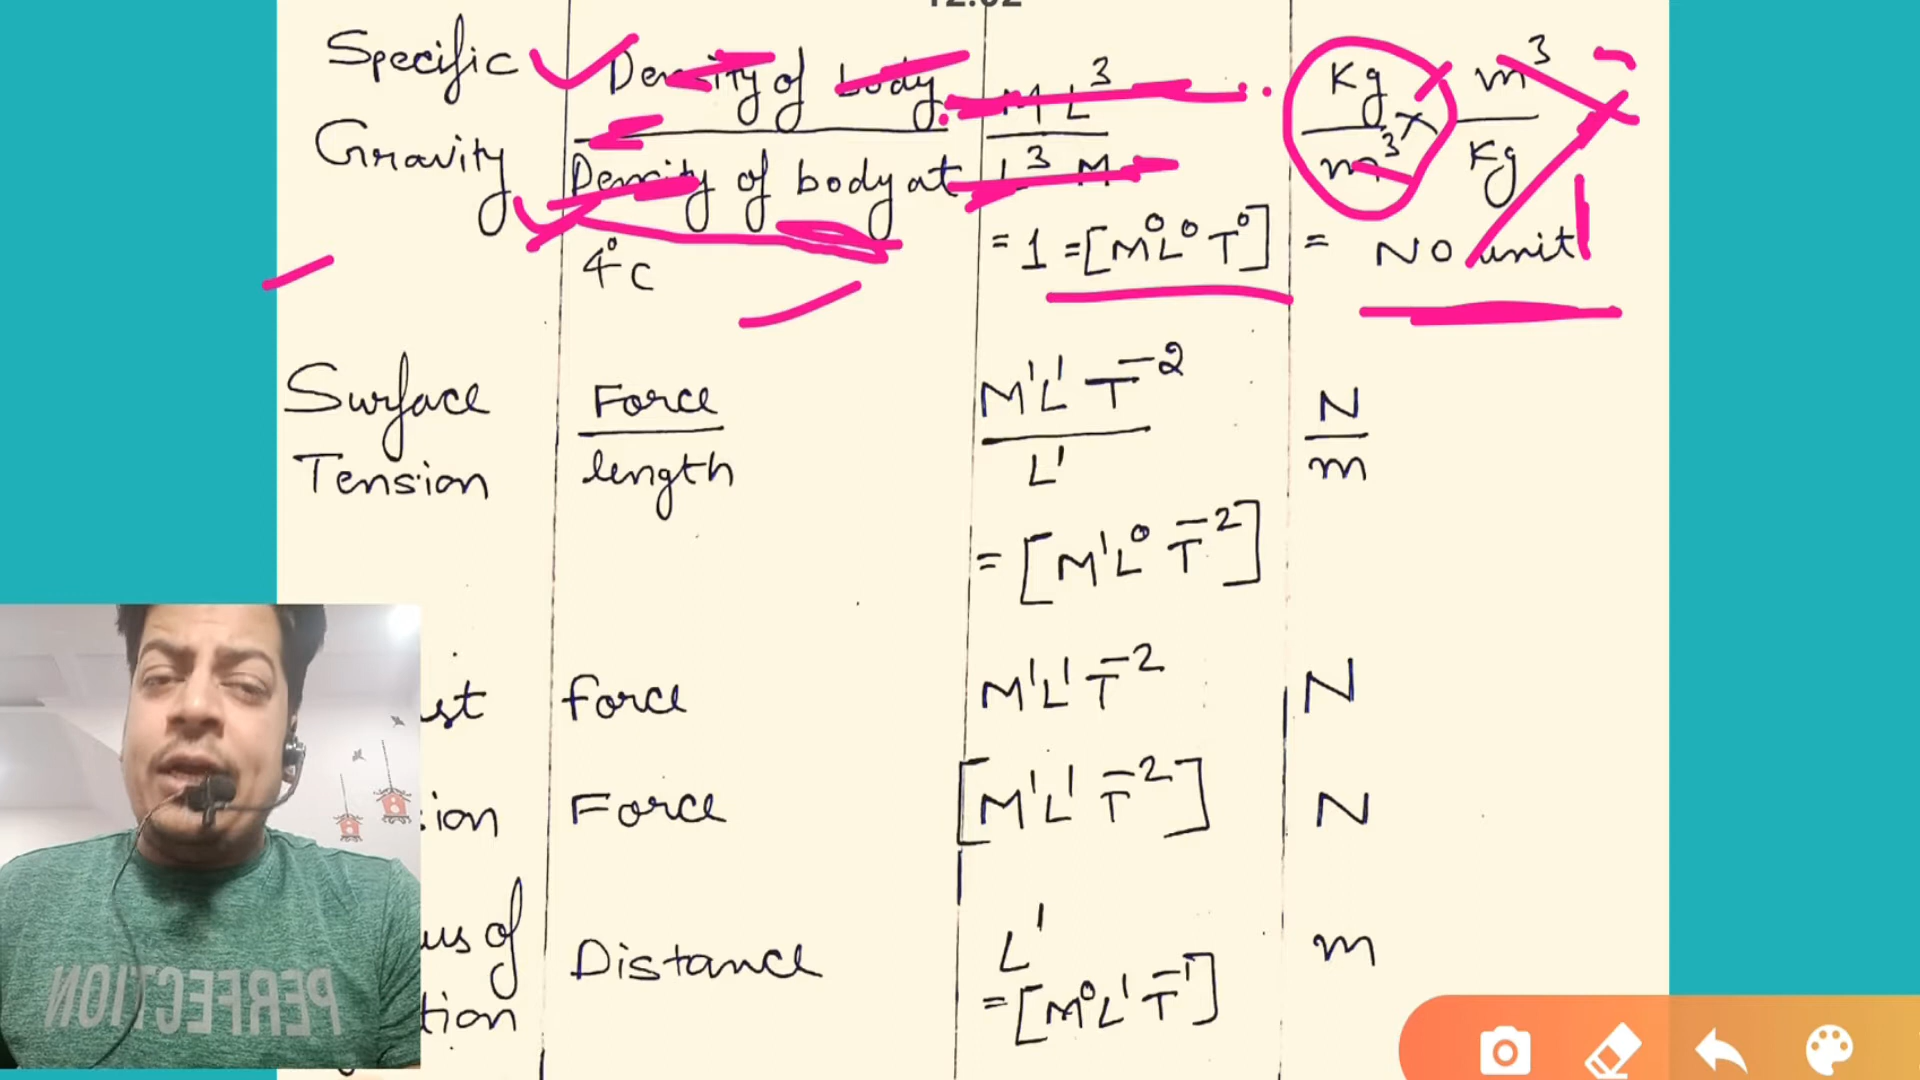 Specific Density of body M L³ Kg × m³
Gravity Density of body at L³ M m³ Kg
4°C = 1 = [M⁰L⁰T⁰] = NO unit
Surface Force M¹L¹T⁻² N
Tension length L¹ m
= [M¹L⁰T⁻²]
ust force M¹L¹T⁻² N
ion Force [M¹L¹T⁻²] N
us of Distance L¹ m
tion = [M⁰L¹T⁻¹]
PERFECTION